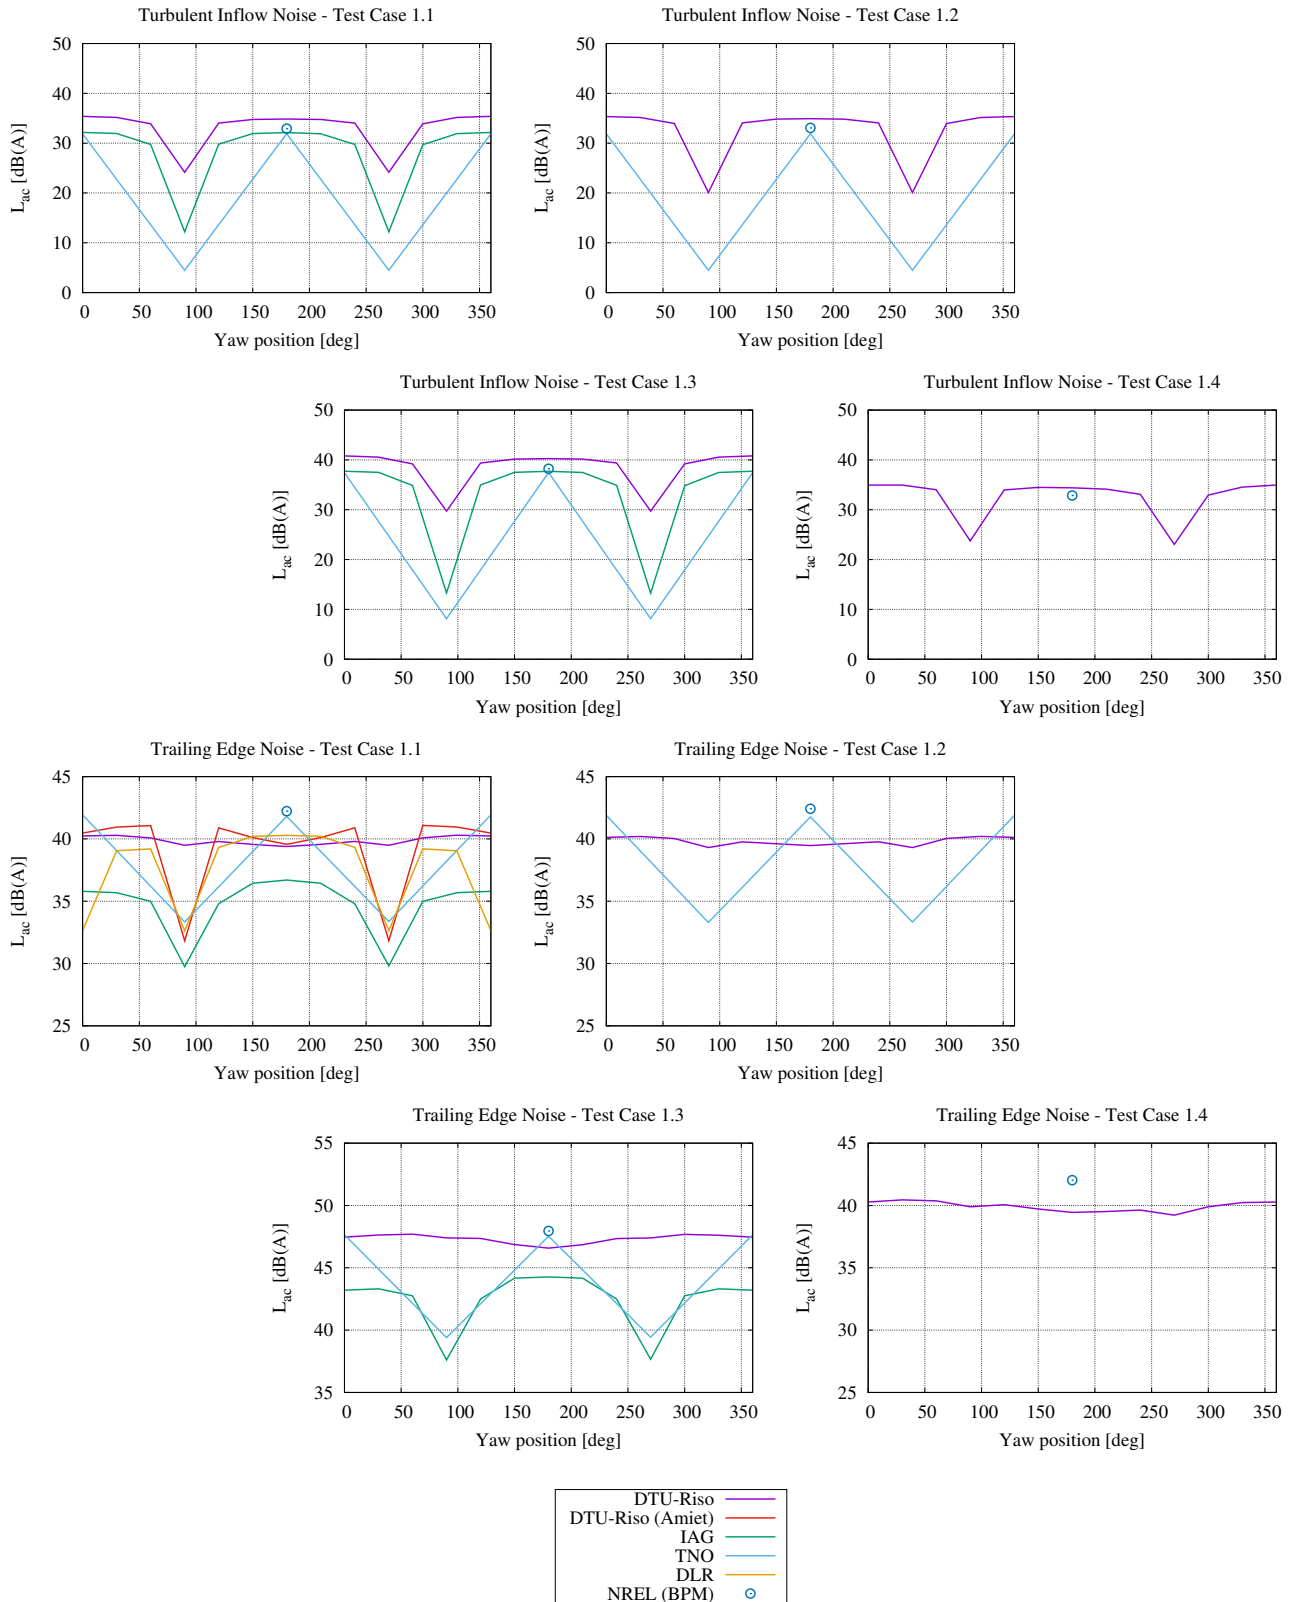 Turbulent Inflow Noise - Test Case 1.1
50
40
30
20
10
0
L_ac [dB(A)]
0 50 100 150 200 250 300 350
Yaw position [deg]
Turbulent Inflow Noise - Test Case 1.2
50
40
30
20
10
0
L_ac [dB(A)]
0 50 100 150 200 250 300 350
Yaw position [deg]
Turbulent Inflow Noise - Test Case 1.3
50
40
30
20
10
0
L_ac [dB(A)]
0 50 100 150 200 250 300 350
Yaw position [deg]
Turbulent Inflow Noise - Test Case 1.4
50
40
30
20
10
0
L_ac [dB(A)]
0 50 100 150 200 250 300 350
Yaw position [deg]
Trailing Edge Noise - Test Case 1.1
45
40
35
30
25
L_ac [dB(A)]
0 50 100 150 200 250 300 350
Yaw position [deg]
Trailing Edge Noise - Test Case 1.2
45
40
35
30
25
L_ac [dB(A)]
0 50 100 150 200 250 300 350
Yaw position [deg]
Trailing Edge Noise - Test Case 1.3
55
50
45
40
35
L_ac [dB(A)]
0 50 100 150 200 250 300 350
Yaw position [deg]
Trailing Edge Noise - Test Case 1.4
45
40
35
30
25
L_ac [dB(A)]
0 50 100 150 200 250 300 350
Yaw position [deg]
DTU-Riso
DTU-Riso (Amiet)
IAG
TNO
DLR
NREL (BPM)